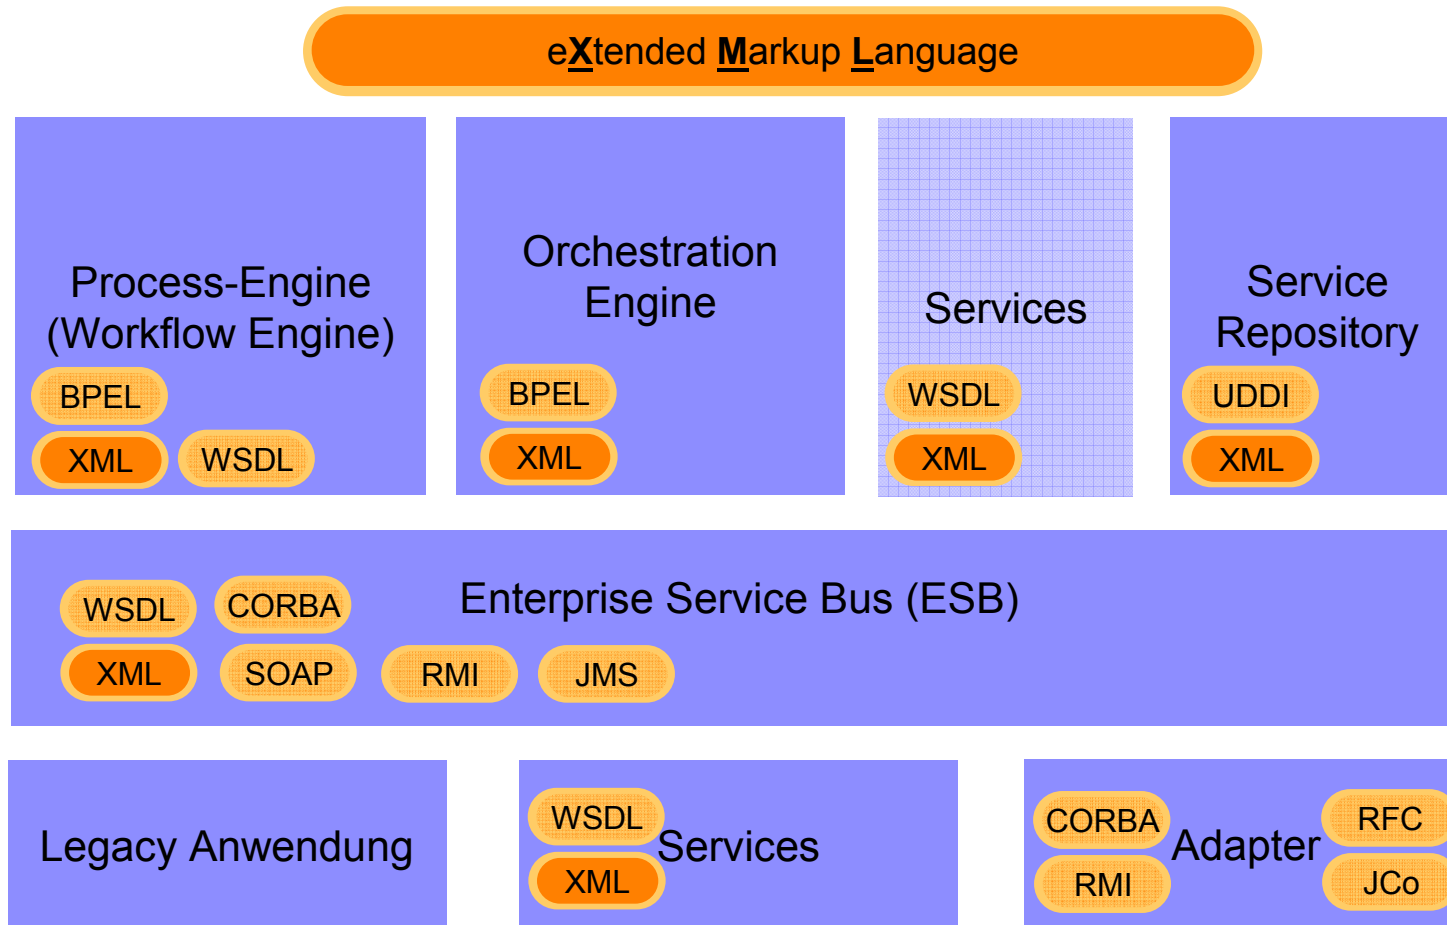 eXtended Markup Language
Process-Engine
(Workflow Engine)
BPEL
XML
WSDL
Orchestration
Engine
BPEL
XML
Services
WSDL
XML
Service
Repository
UDDI
XML
Enterprise Service Bus (ESB)
WSDL
CORBA
XML
SOAP
RMI
JMS
Legacy Anwendung
WSDL
Services
XML
CORBA
Adapter
RFC
RMI
JCo